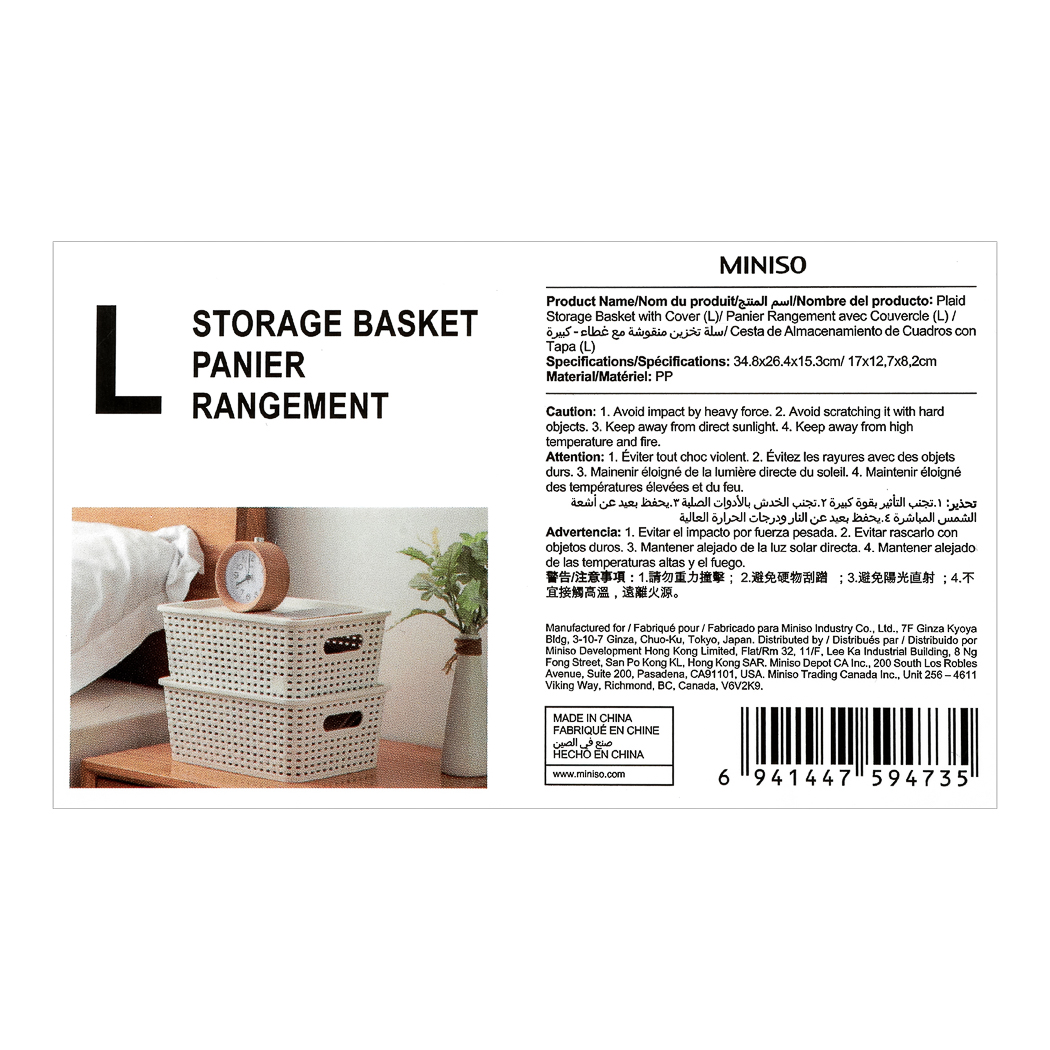 L
STORAGE BASKET
PANIER
RANGEMENT
MINISO
Product Name/Nom du produit/اسم المنتج/Nombre del producto: Plaid
Storage Basket with Cover (L)/ Panier Rangement avec Couvercle (L) /
سلة تخزين منقوشة مع غطاء - كبيرة/ Cesta de Almacenamiento de Cuadros con
Tapa (L)
Specifications/Spécifications: 34.8x26.4x15.3cm/ 17x12,7x8,2cm
Material/Matériel: PP
Caution: 1. Avoid impact by heavy force. 2. Avoid scratching it with hard
objects. 3. Keep away from direct sunlight. 4. Keep away from high
temperature and fire.
Attention: 1. Éviter tout choc violent. 2. Évitez les rayures avec des objets
durs. 3. Mainenir éloigné de la lumière directe du soleil. 4. Maintenir éloigné
des températures élevées et du feu.
تحذير: ١.تجنب التأثير بقوة كبيرة ٢.تجنب الخدش بالأدوات الصلبة ٣.يحفظ بعيد عن أشعة
الشمس المباشرة ٤.يحفظ بعيد عن النار ودرجات الحرارة العالية
Advertencia: 1. Evitar el impacto por fuerza pesada. 2. Evitar rascarlo con
objetos duros. 3. Mantener alejado de la luz solar directa. 4. Mantener alejado
de las temperaturas altas y el fuego.
警告/注意事項：1.請勿重力撞擊； 2.避免硬物刮蹭 ；3.避免陽光直射 ；4.不
宜接觸高溫，遠離火源。
Manufactured for / Fabriqué pour / Fabricado para Miniso Industry Co., Ltd., 7F Ginza Kyoya
Bldg, 3-10-7 Ginza, Chuo-Ku, Tokyo, Japan. Distributed by / Distribués par / Distribuido por
Miniso Development Hong Kong Limited, Flat/Rm 32, 11/F, Lee Ka Industrial Building, 8 Ng
Fong Street, San Po Kong KL, Hong Kong SAR. Miniso Depot CA Inc., 200 South Los Robles
Avenue, Suite 200, Pasadena, CA91101, USA. Miniso Trading Canada Inc., Unit 256 – 4611
Viking Way, Richmond, BC, Canada, V6V2K9.
MADE IN CHINA
FABRIQUÉ EN CHINE
صنع في الصين
HECHO EN CHINA
www.miniso.com
6 941447 594735